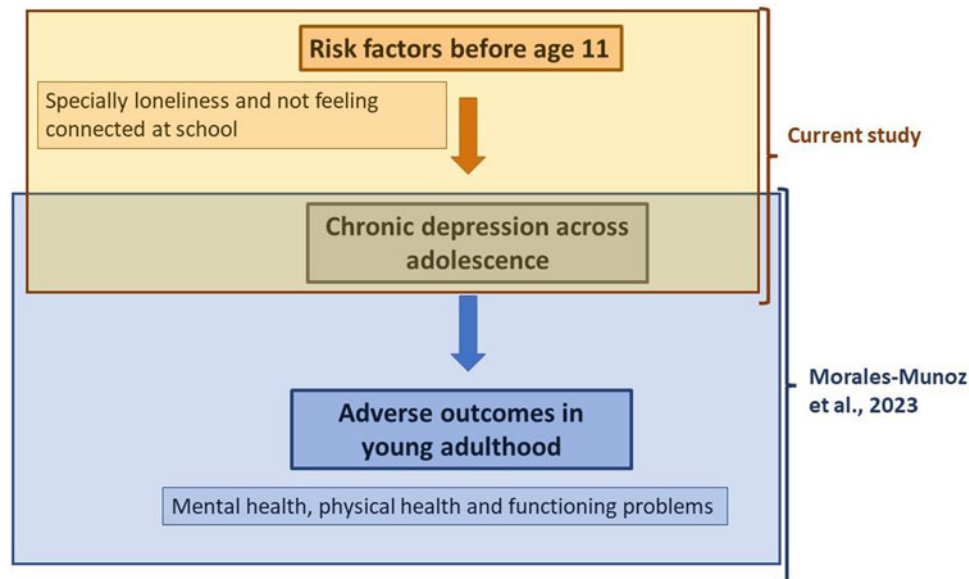 Risk factors before age 11
Specially loneliness and not feeling
connected at school
Current study
Chronic depression across
adolescence
Morales-Munoz
et al., 2023
Adverse outcomes in
young adulthood
Mental health, physical health and functioning problems